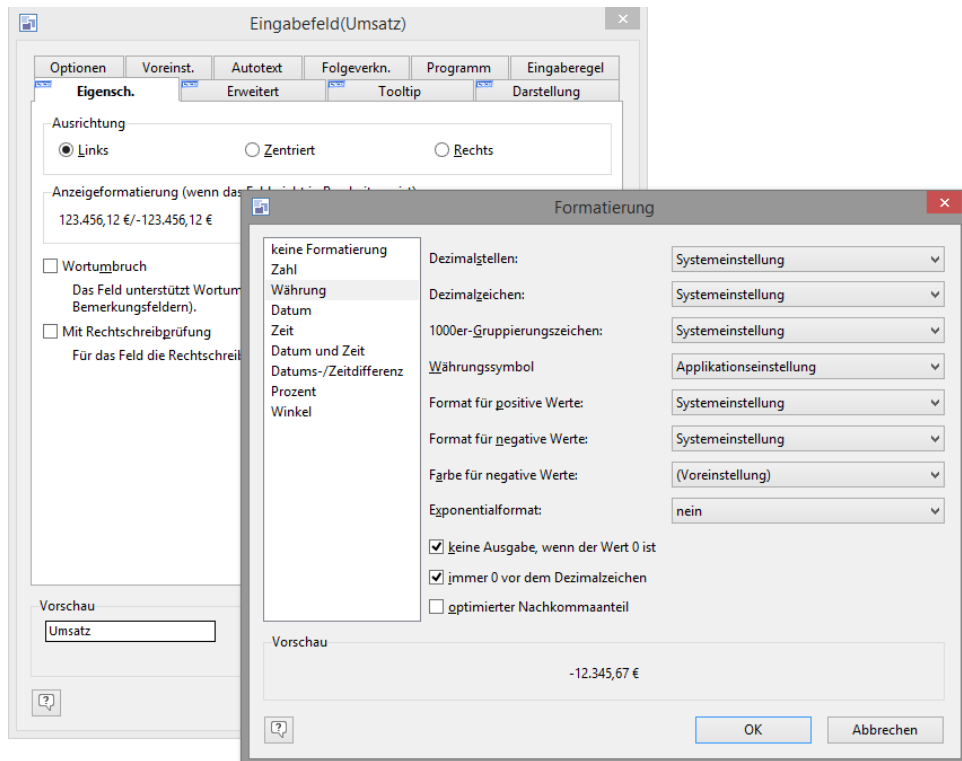 Eingabefeld(Umsatz)
Optionen Voreinst. Autotext Folgeverkn. Programm Eingaberegel
Eigensch. Erweitert Tooltip Darstellung
Ausrichtung
Links Zentriert Rechts
Anzeigeformatierung (wenn das
123.456,12 €/-123.456,12 €
Wortumbruch
Das Feld unterstützt
Bemerkungsfeldern).
Mit Rechtschreibprüfung
Für das Feld die
Vorschau
Umsatz
Formatierung
keine Formatierung
Zahl
Währung
Datum
Zeit
Datum und Zeit
Datums-/Zeitdifferenz
Prozent
Winkel
Dezimalstellen: Systemeinstellung
Dezimalzeichen: Systemeinstellung
1000er-Gruppierungszeichen: Systemeinstellung
Währungssymbol Applikationseinstellung
Format für positive Werte: Systemeinstellung
Format für negative Werte: Systemeinstellung
Farbe für negative Werte: (Voreinstellung)
Exponentialformat: nein
keine Ausgabe, wenn der Wert 0 ist
immer 0 vor dem Dezimalzeichen
optimierter Nachkommaanteil
Vorschau
-12.345,67 €
OK Abbrechen